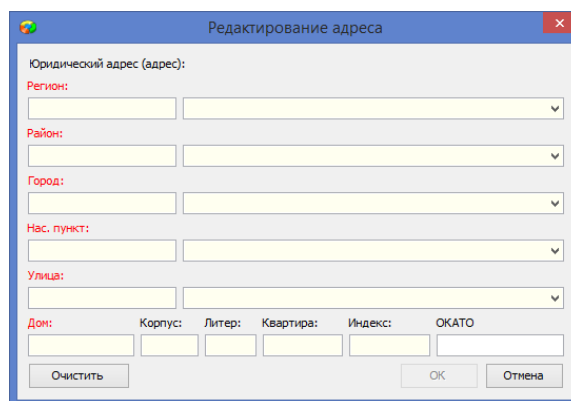 Редактирование адреса
Юридический адрес (адрес):
Регион:
Район:
Город:
Нас. пункт:
Улица:
Дом: Корпус: Литер: Квартира: Индекс: ОКАТО
Очистить ОК Отмена